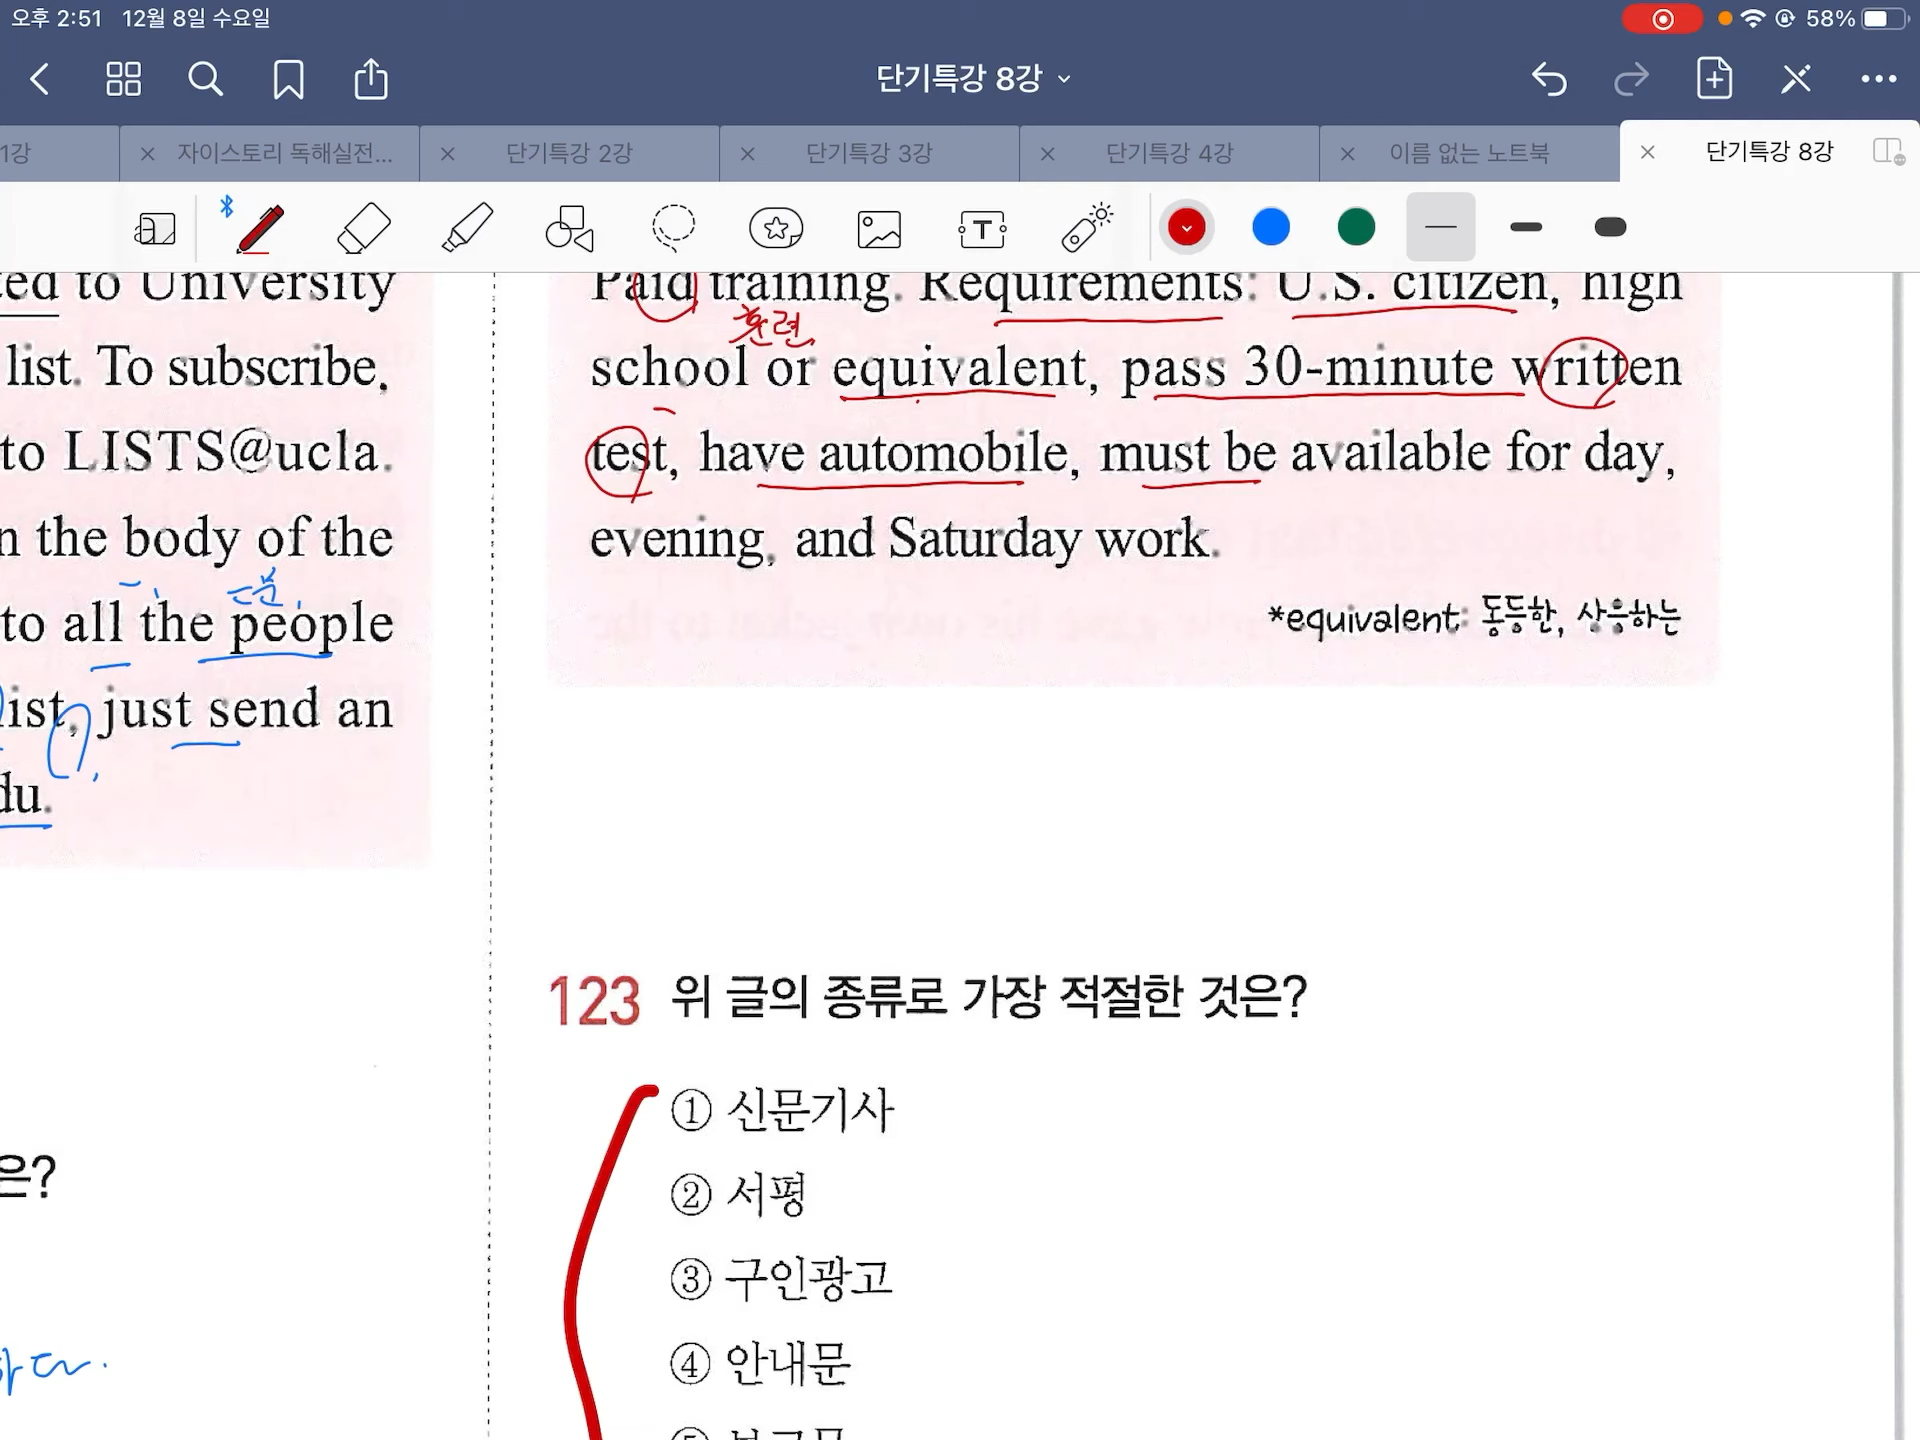 오후 2:51 12월 8일 수요일
58%
단기특강 8강
1강
자이스토리 독해실전...
단기특강 2강
단기특강 3강
단기특강 4강
이름 없는 노트북
단기특강 8강
ted to University
list. To subscribe,
to LISTS@ucla.
n the body of the
to all the people
list, just send an
du.
은?
Paid training. Requirements: U.S. citizen, high
훈련
school or equivalent, pass 30-minute written
test, have automobile, must be available for day,
evening, and Saturday work.
*equivalent: 동등한, 상응하는
123 위 글의 종류로 가장 적절한 것은?
① 신문기사
② 서평
③ 구인광고
④ 안내문